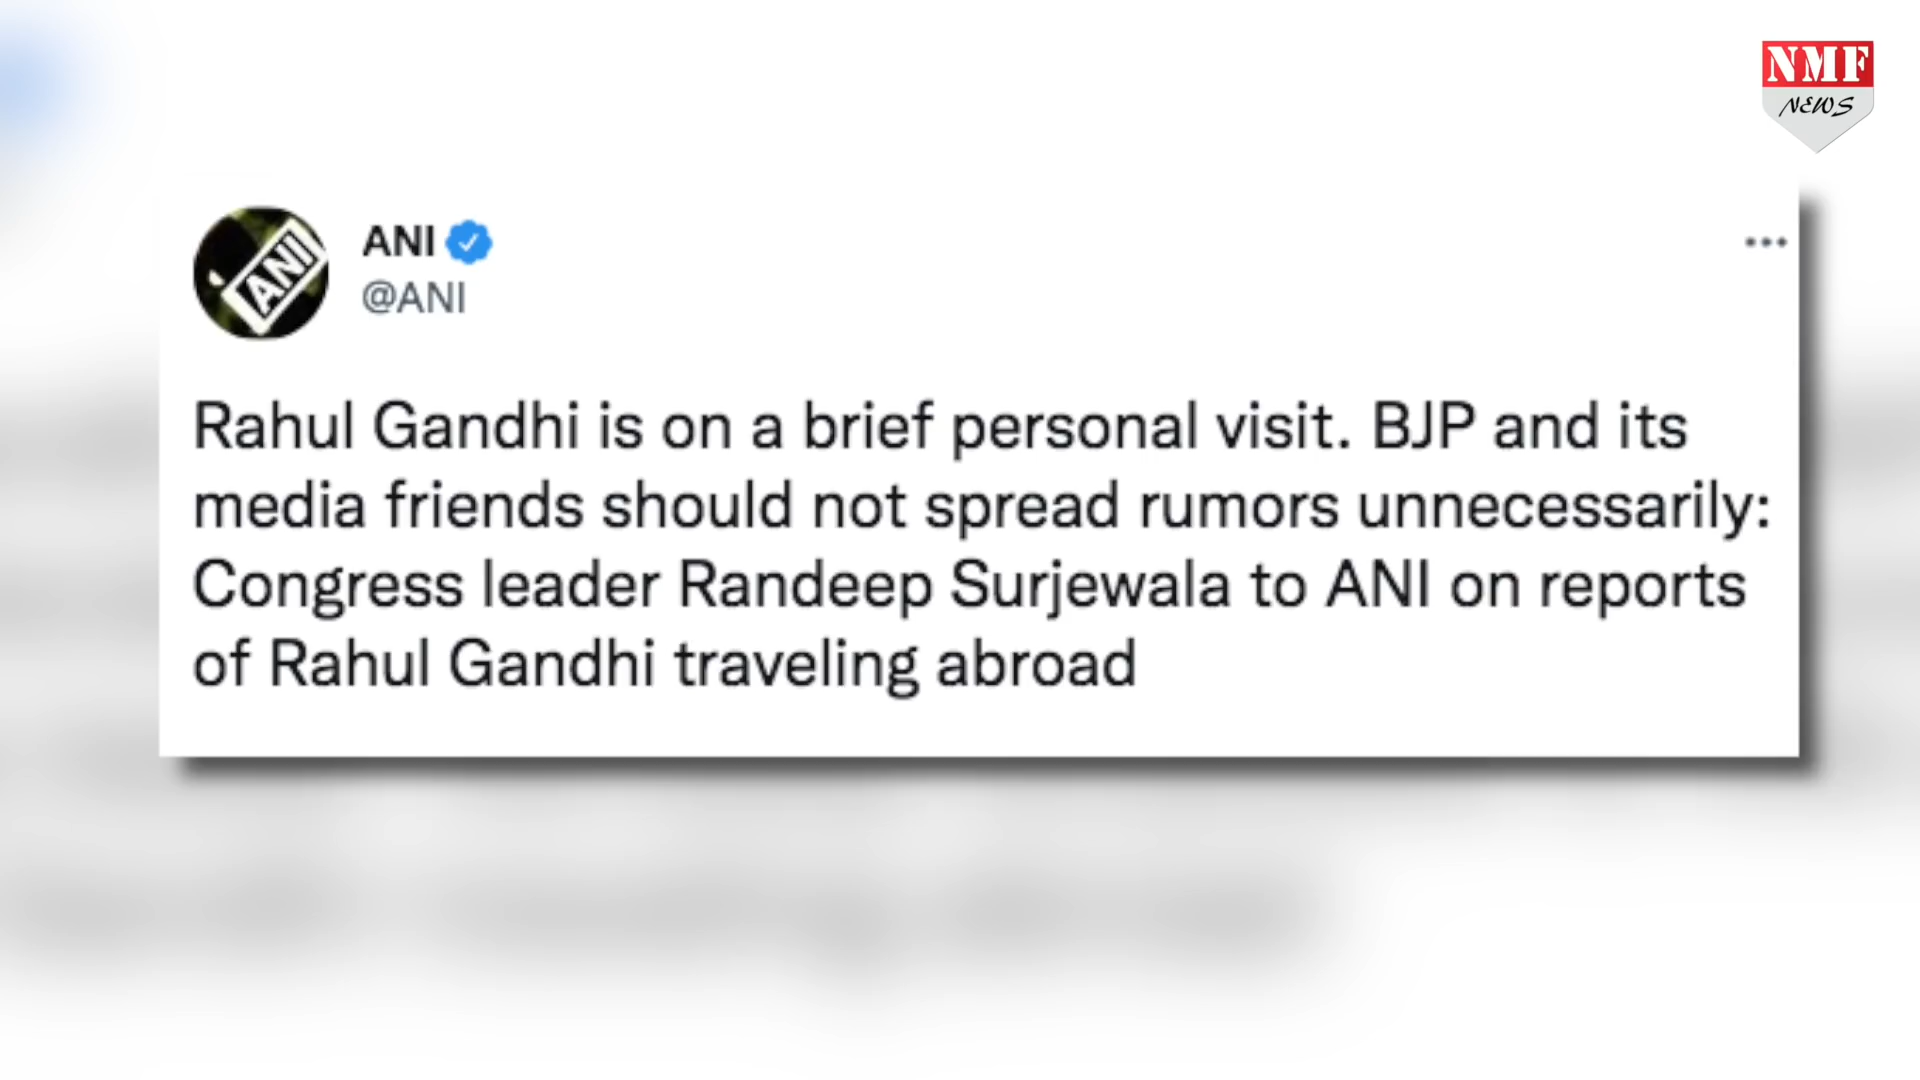 NMF
NEWS
ANI
ANI
@ANI
Rahul Gandhi is on a brief personal visit. BJP and its
media friends should not spread rumors unnecessarily:
Congress leader Randeep Surjewala to ANI on reports
of Rahul Gandhi traveling abroad